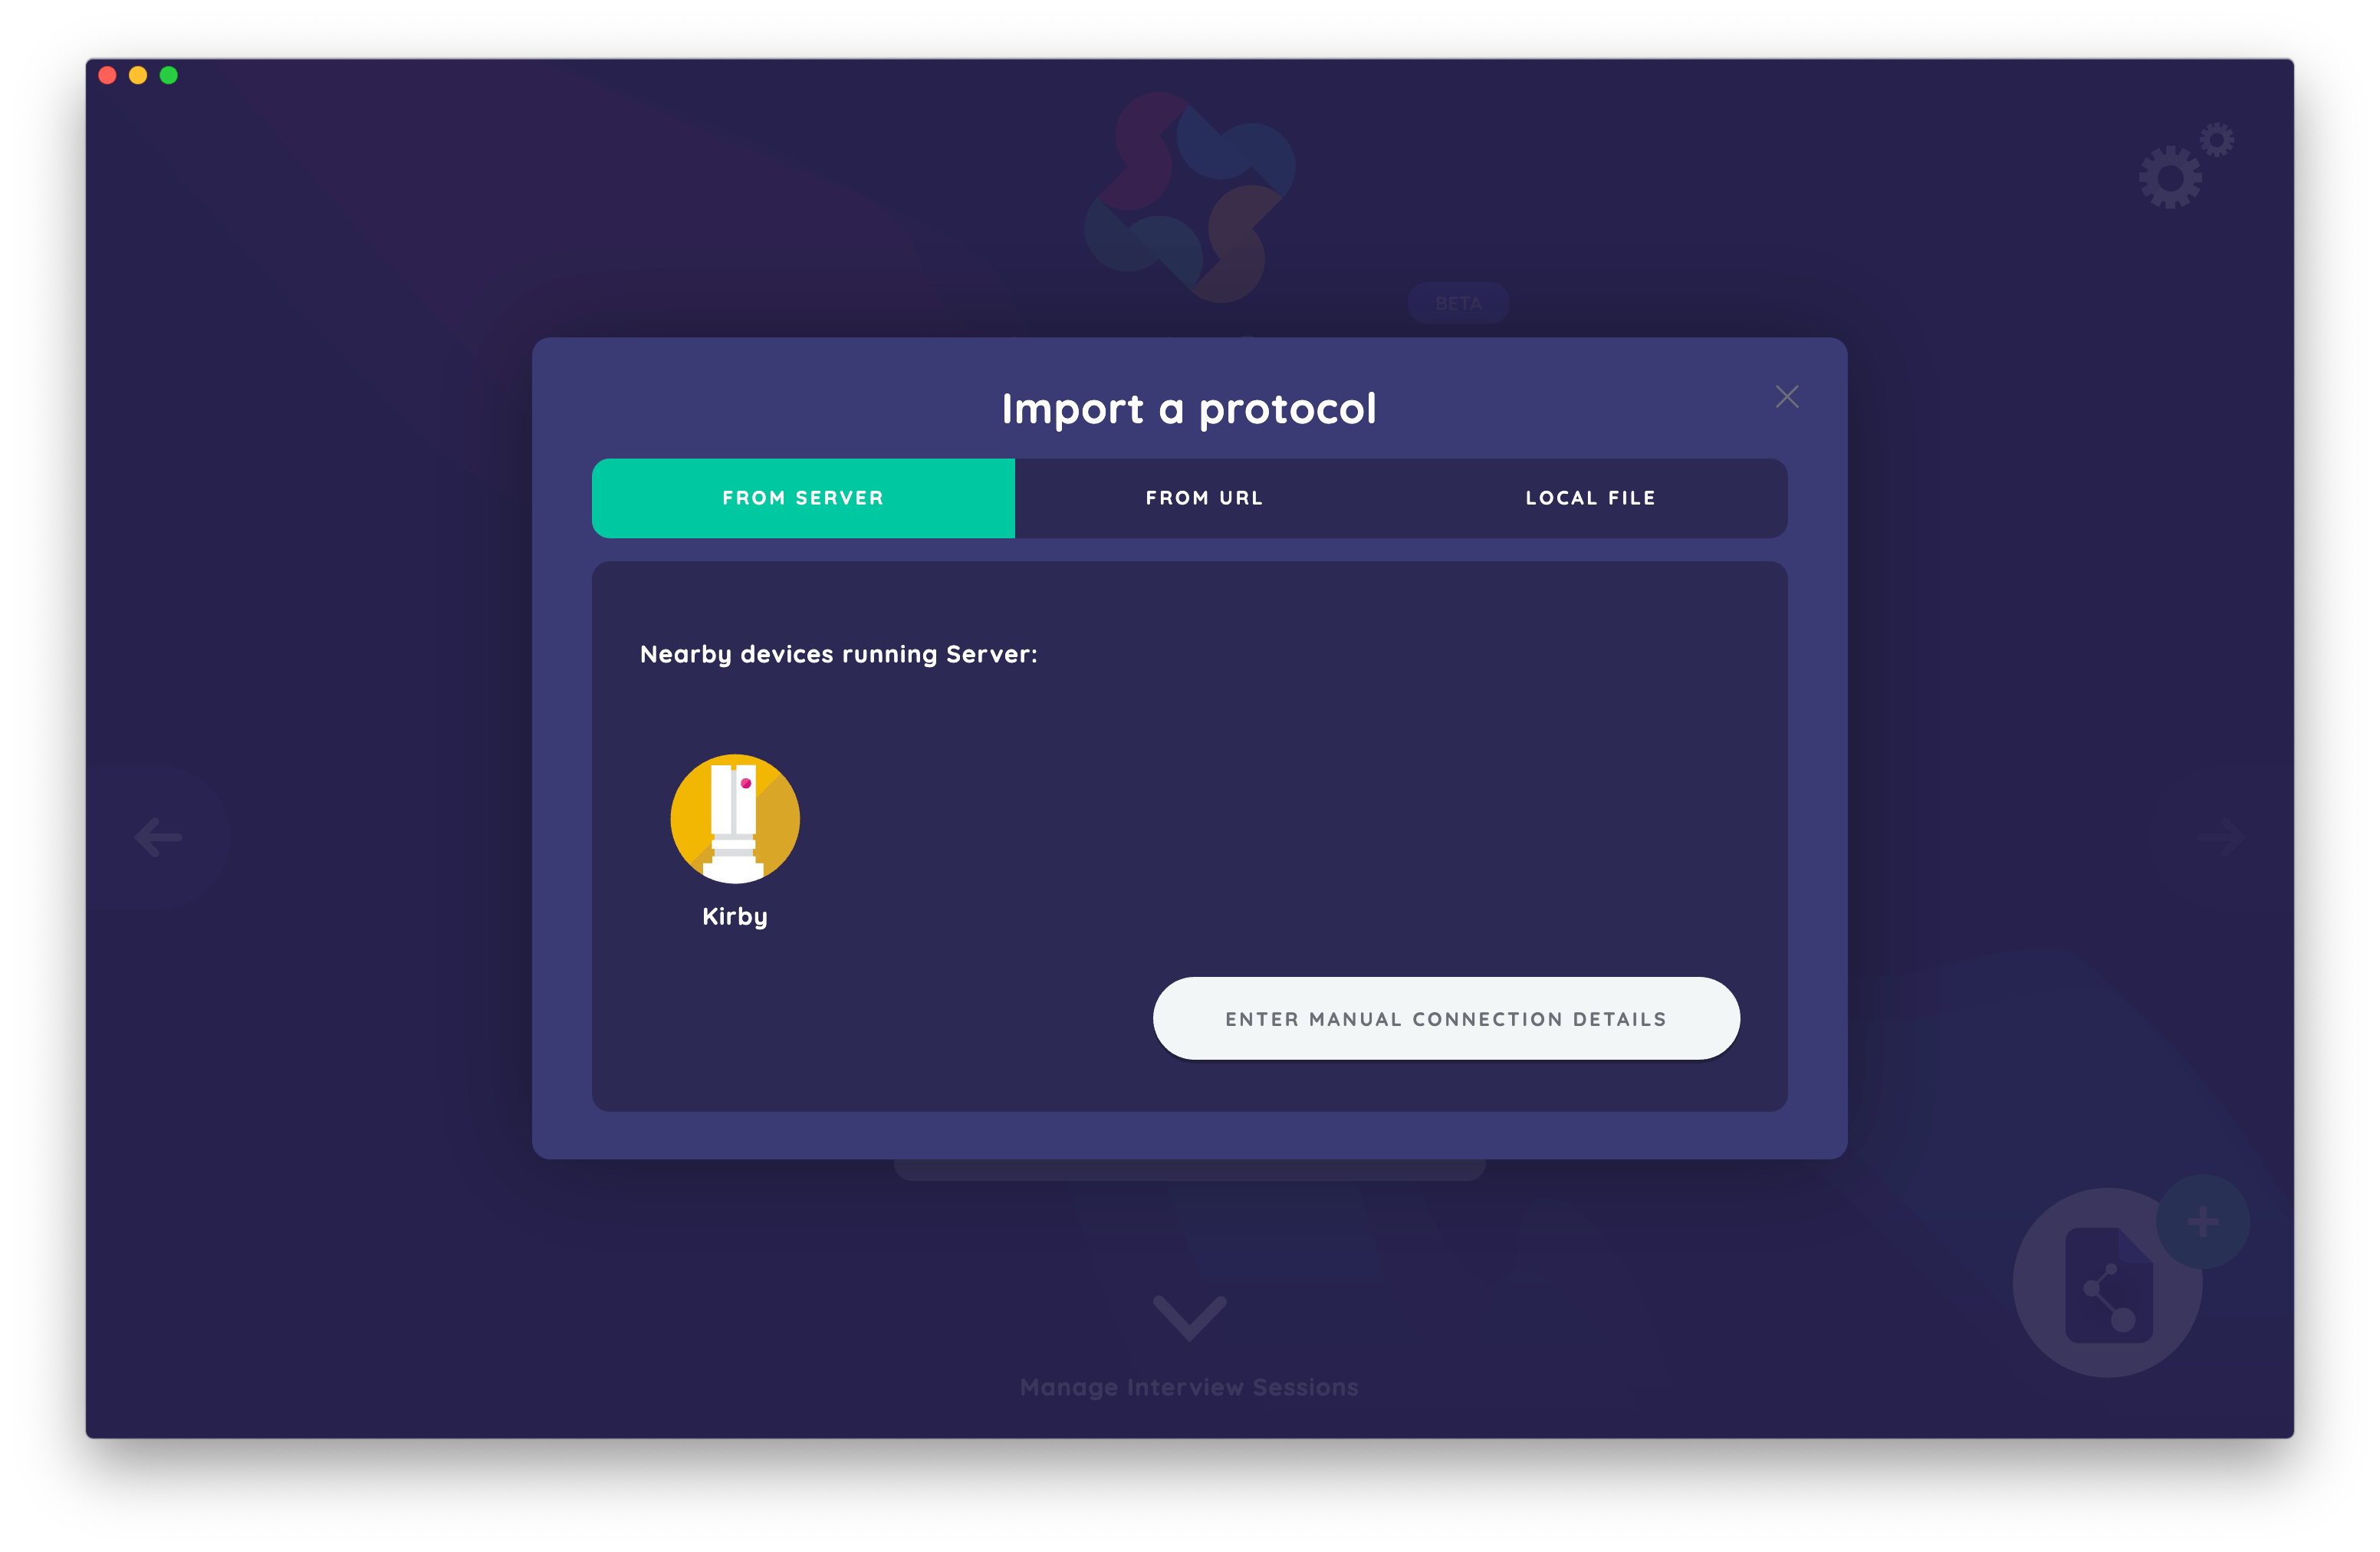 BETA
Import a protocol
FROM SERVER
FROM URL
LOCAL FILE
Nearby devices running Server:
Kirby
ENTER MANUAL CONNECTION DETAILS
Manage Interview Sessions